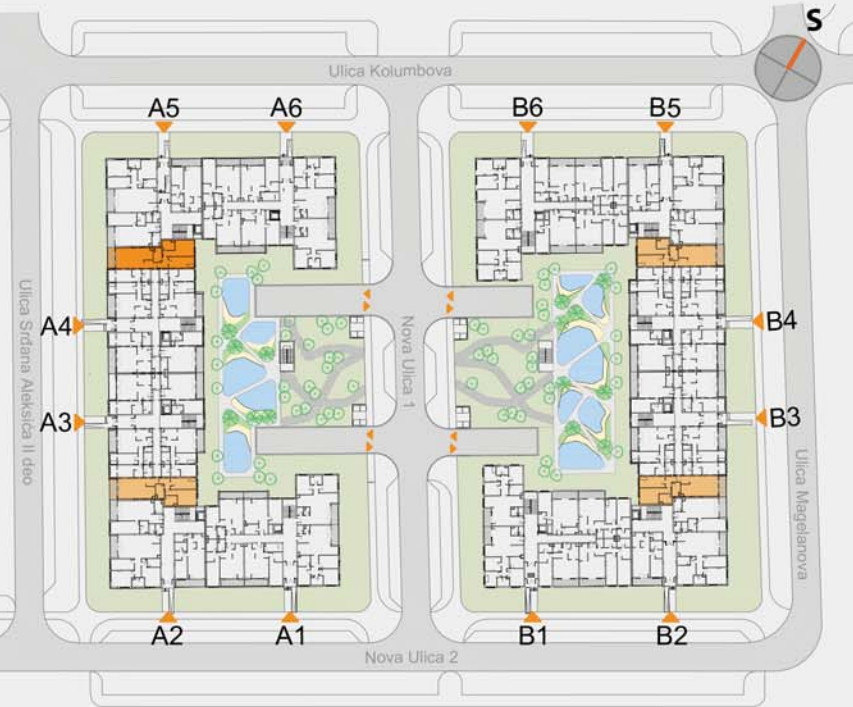 S
Ulica Kolumbova
A5
A6
B6
B5
Ulica Srđana Aleksića II deo
A4
Nova Ulica 1
B4
A3
B3
Ulica Magelanova
A2
A1
B1
B2
Nova Ulica 2